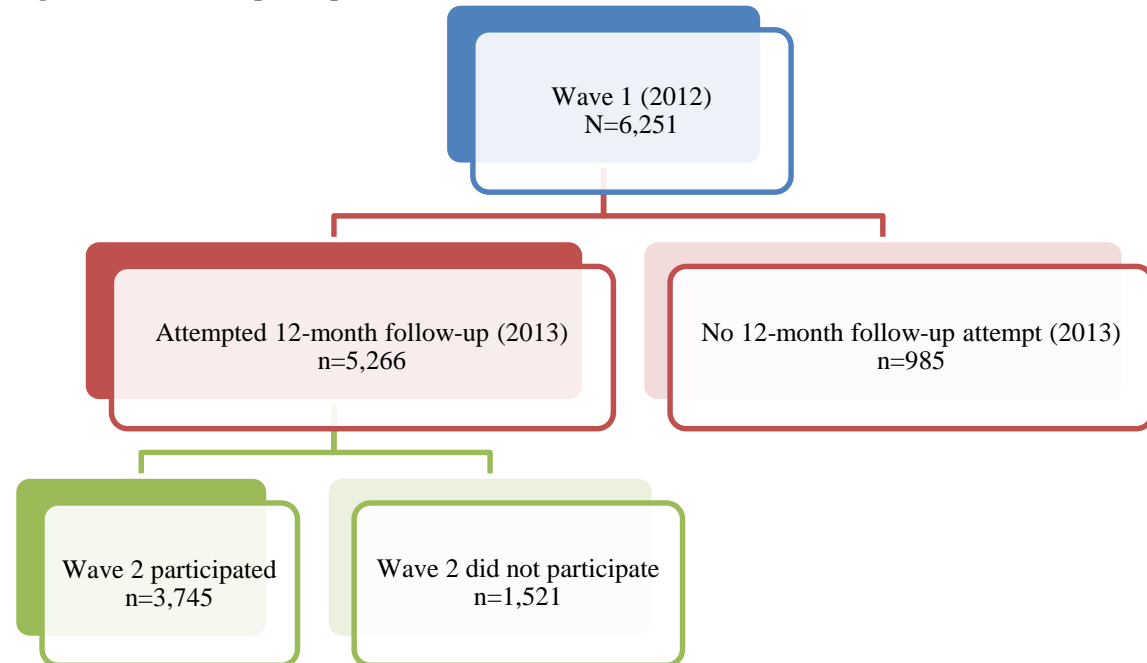 Wave 1 (2012)
N=6,251
Attempted 12-month follow-up (2013)
n=5,266
No 12-month follow-up attempt (2013)
n=985
Wave 2 participated
n=3,745
Wave 2 did not participate
n=1,521